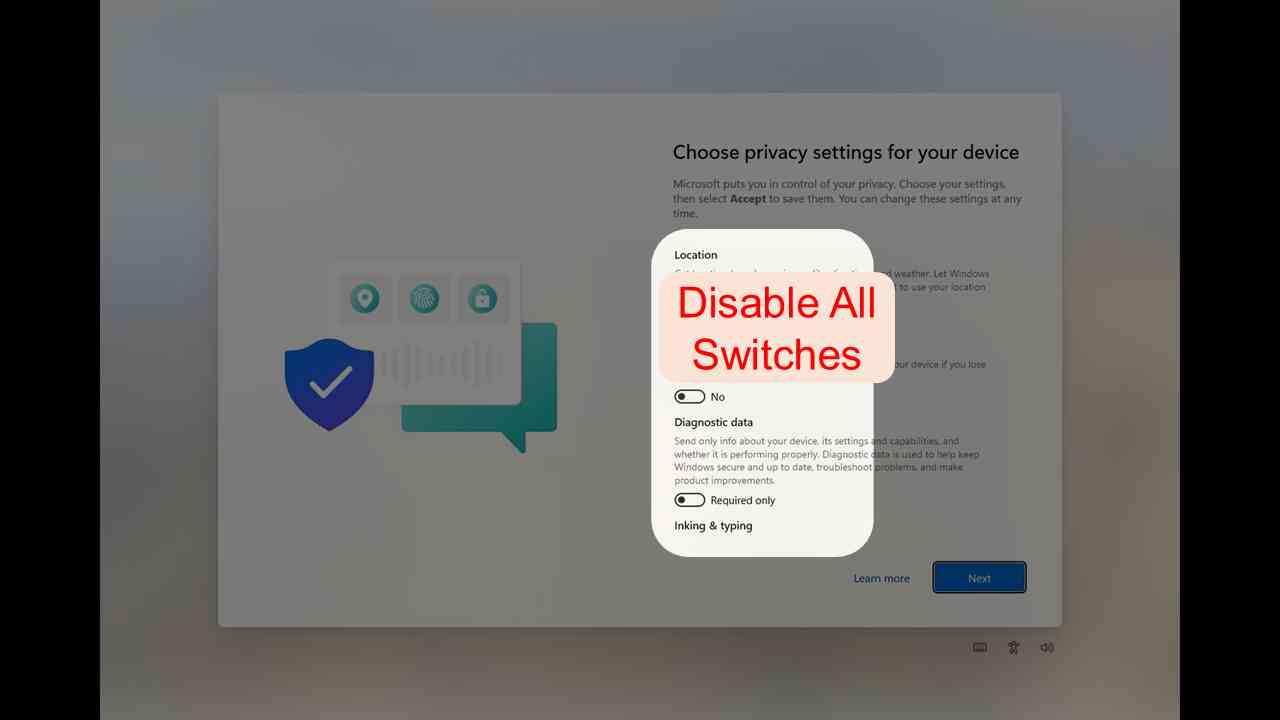 Choose privacy settings for your device
Microsoft puts you in control of your privacy. Choose your settings,
then select Accept to save them. You can change these settings at any
time.
Location
d weather. Let Windows
to use your location
Disable All
Switches
our device if you lose
No
Diagnostic data
Send only info about your device, its settings and capabilities, and
whether it is performing properly. Diagnostic data is used to help keep
Windows secure and up to date, troubleshoot problems, and make
product improvements.
Required only
Inking & typing
Learn more
Next